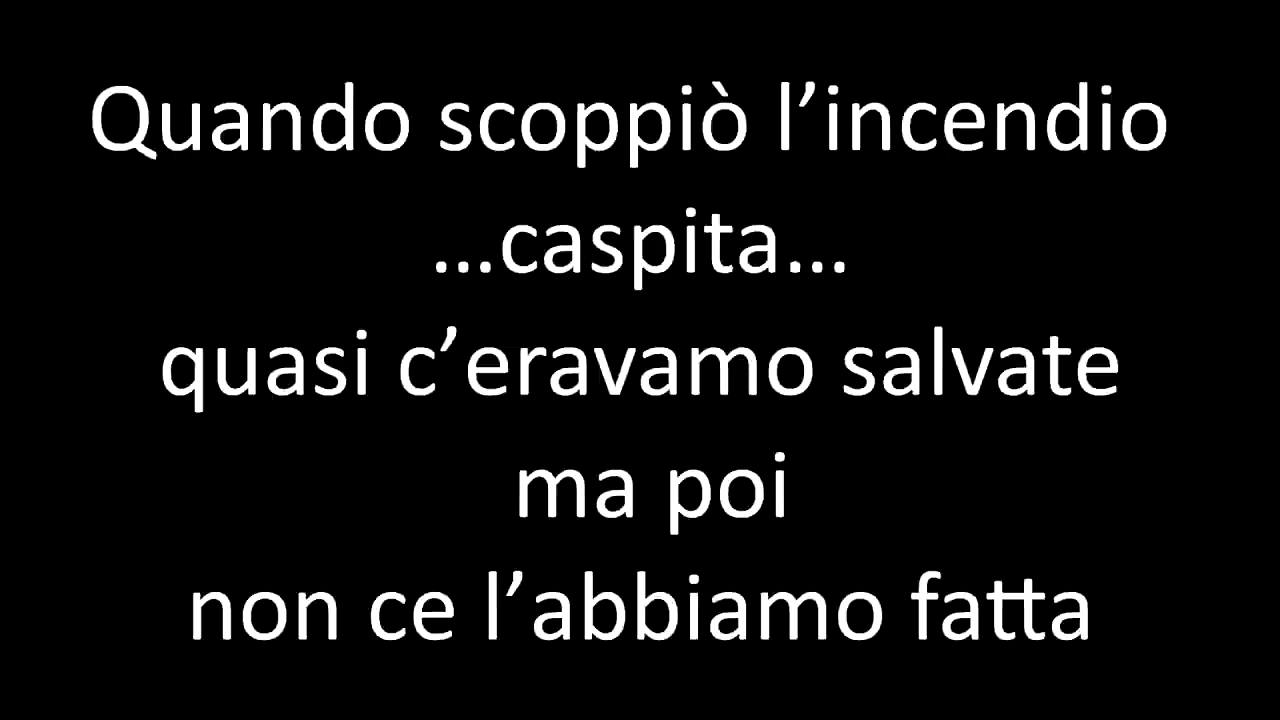 Quando scoppiò l’incendio
…caspita…
quasi c’eravamo salvate
ma poi
non ce l’abbiamo fatta